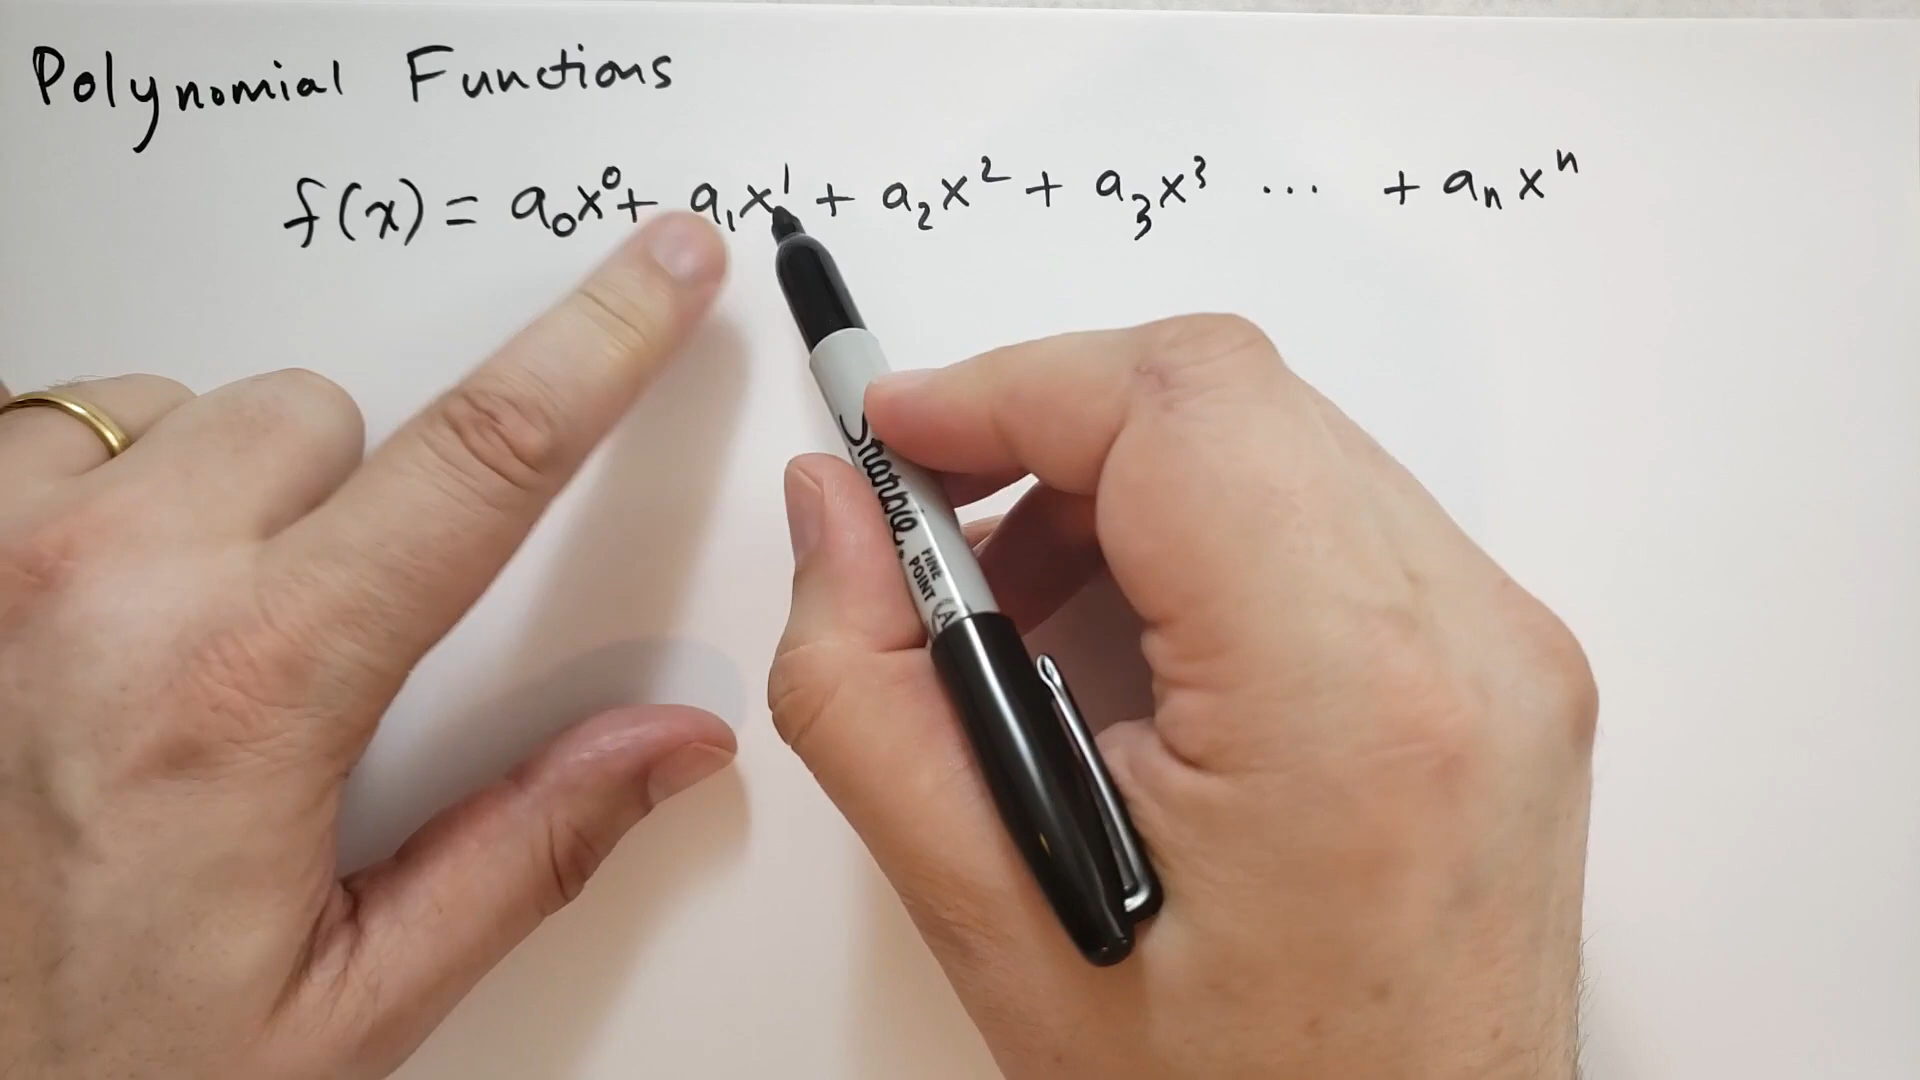 Polynomial Functions
f(x) = a₀x⁰ + a₁x¹ + a₂x² + a₃x³ ... + aₙxⁿ
Sharpie.
FINE
POINT